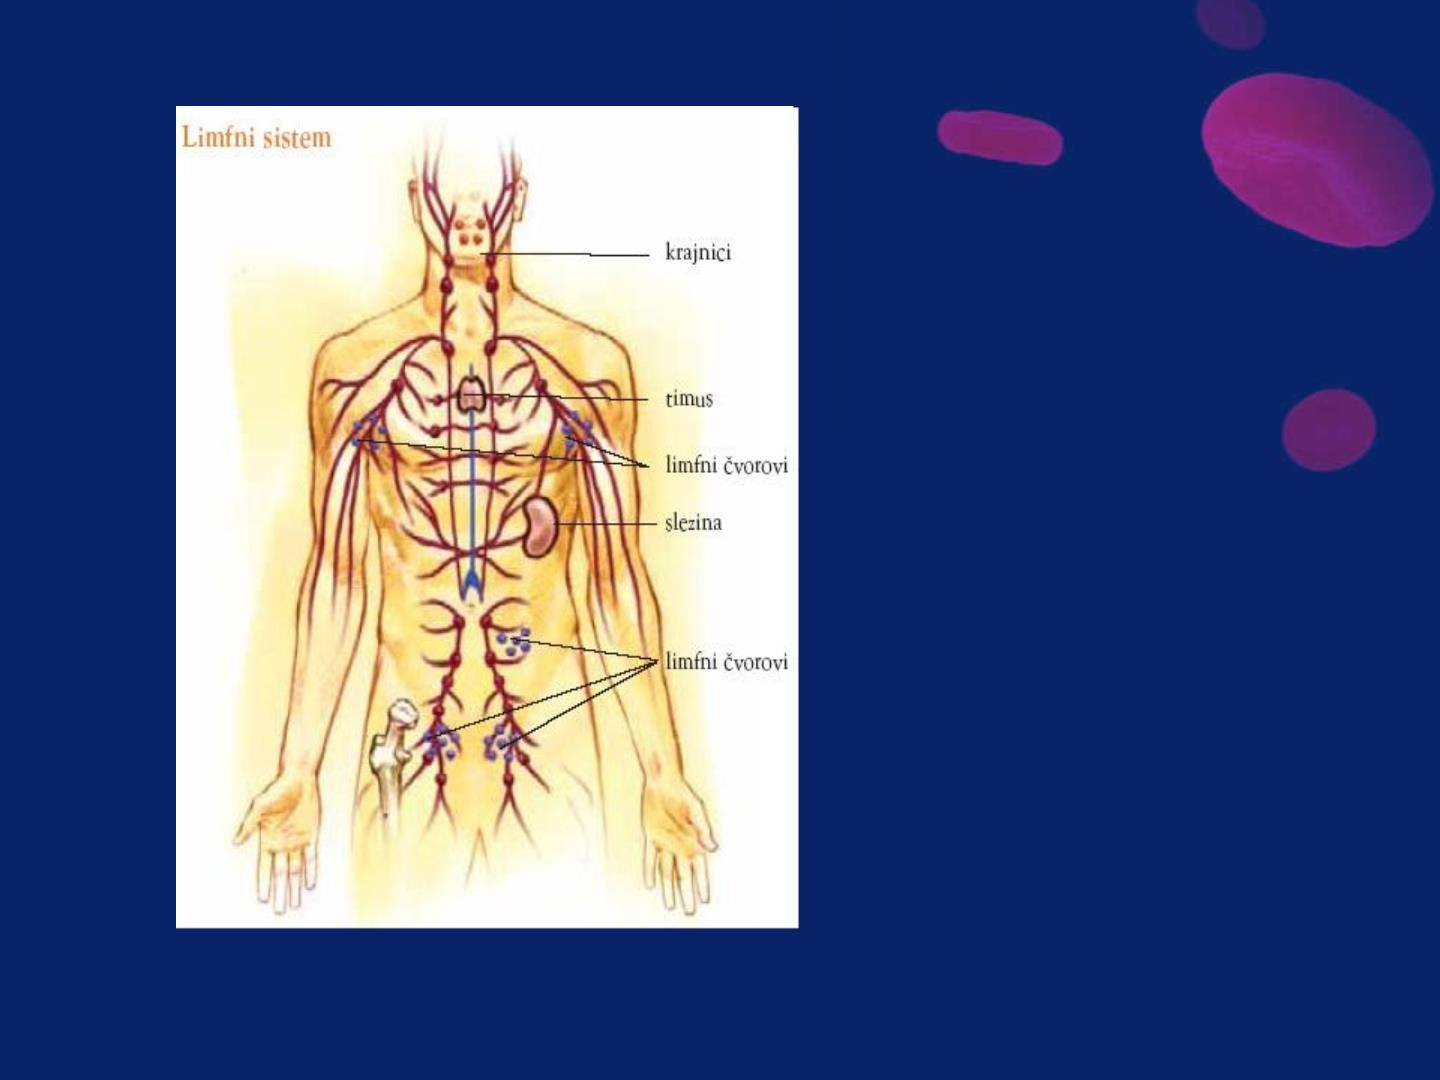 Limfni sistem
krajnici
timus
limfni čvorovi
slezina
limfni čvorovi